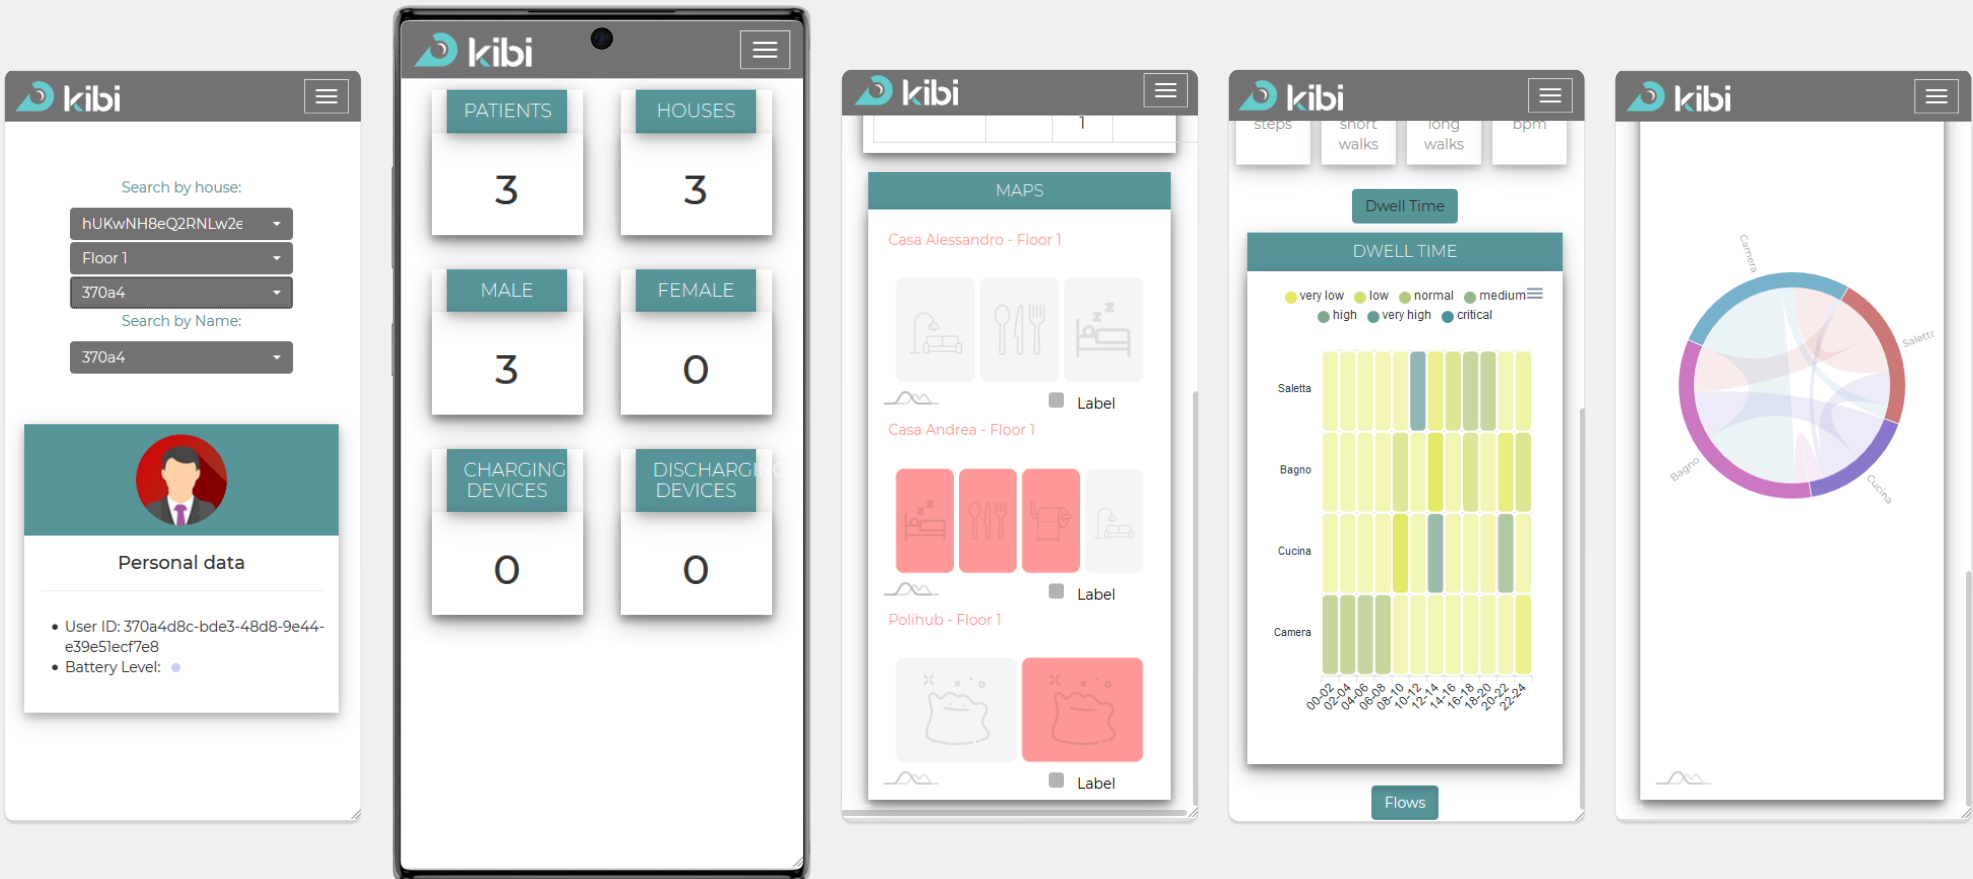 kibi
Search by house:
hUKwNH8eQ2RNLw2e
Floor 1
370a4
Search by Name:
370a4
Personal data
User ID: 370a4d8c-bde3-48d8-9e44-
e39e51ecf7e8
Battery Level:
kibi
PATIENTS
3
HOUSES
3
MALE
3
FEMALE
0
CHARGING
DEVICES
0
DISCHARGING
DEVICES
0
kibi
1
MAPS
Casa Alessandro - Floor 1
z z
Label
Casa Andrea - Floor 1
z z
Label
Polihub - Floor 1
Label
kibi
steps
short
walks
long
walks
bpm
Dwell Time
DWELL TIME
very low low normal medium
high very high critical
Saletta
Bagno
Cucina
Camera
00-02
02-04
04-06
06-08
08-10
10-12
12-14
14-16
16-18
18-20
20-22
22-24
Flows
kibi
Camera
Saletta
Bagno
Cucina